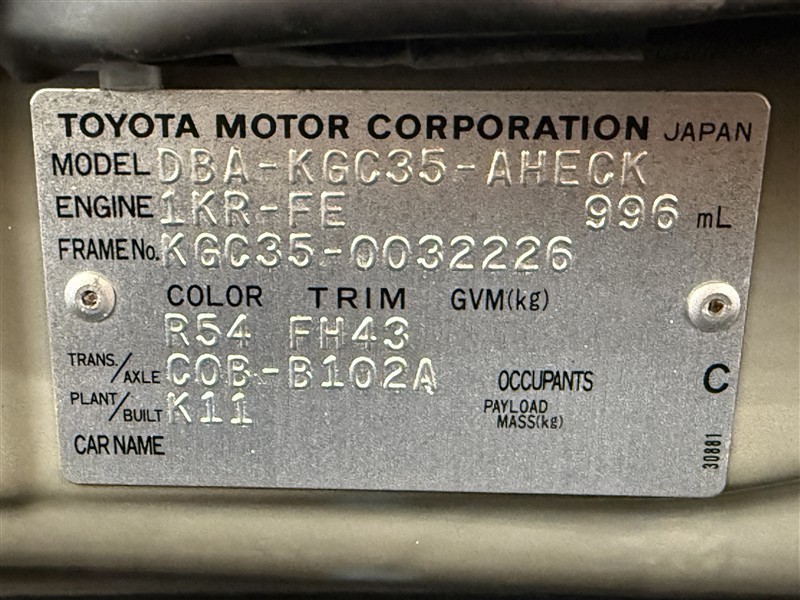 TOYOTA MOTOR CORPORATION JAPAN
MODEL DBA-KGC35-AHECK
ENGINE 1KR-FE 996 mL
FRAME No. KGC35-0032226
COLOR TRIM GVM(kg)
R54 FH43
TRANS./AXLE C0B-B102A OCCUPANTS C
PLANT/BUILT K11 PAYLOAD MASS(kg)
CAR NAME
30881